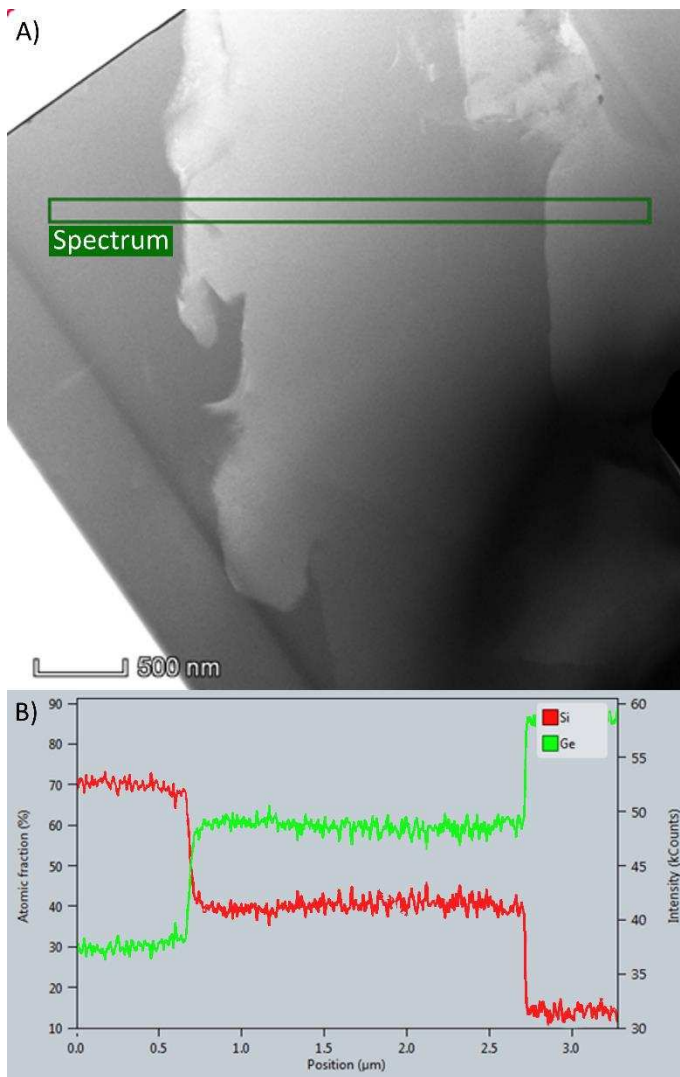 A)
Spectrum
500 nm
B)
Si
Ge
Atomic fraction (%)
90
80
70
60
50
40
30
20
10
Intensity (kCounts)
60
55
50
45
40
35
30
0.0 0.5 1.0 1.5 2.0 2.5 3.0
Position (µm)